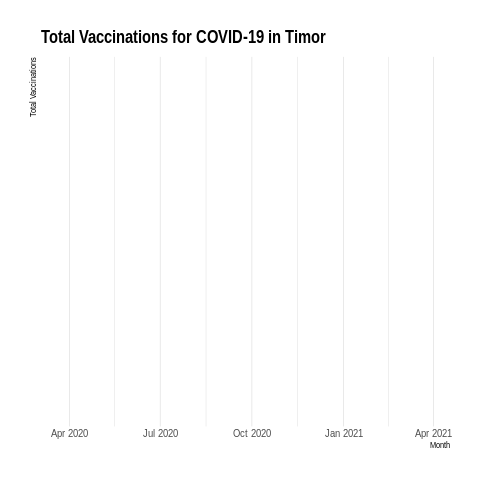 Total Vaccinations for COVID-19 in Timor
Total Vaccinations
Apr 2020
Jul 2020
Oct 2020
Jan 2021
Apr 2021
Month